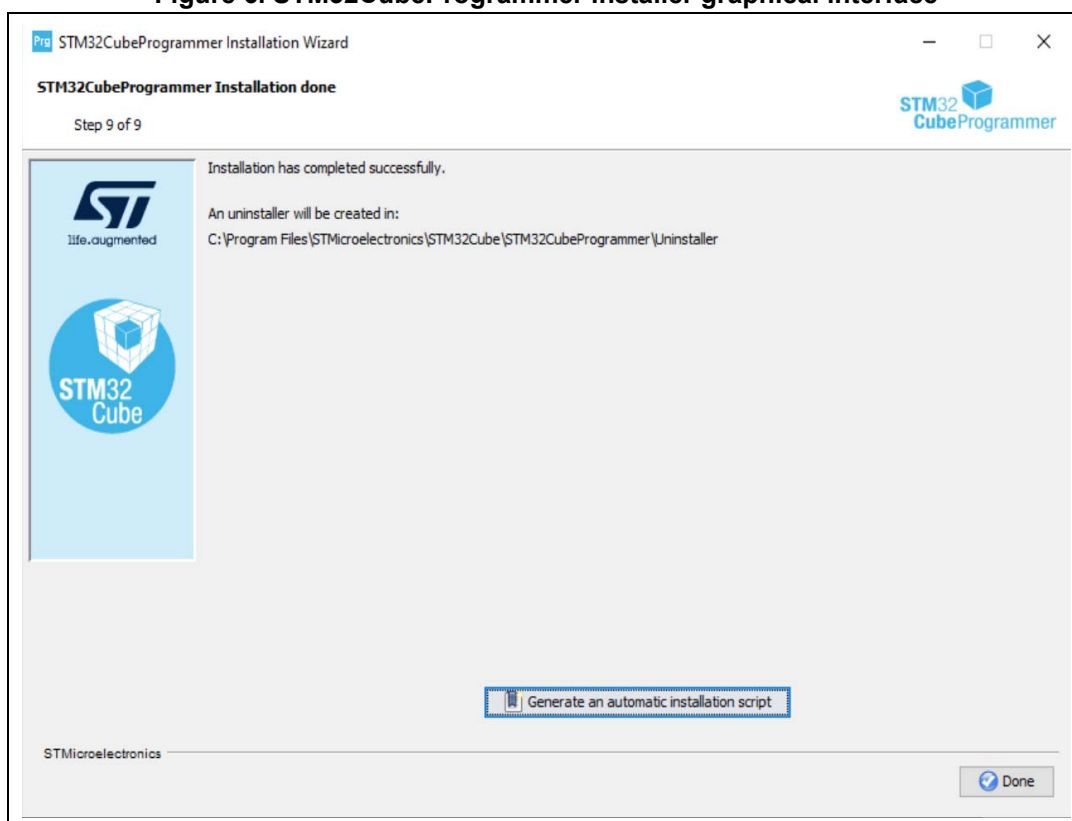 STM32CubeProgrammer Installation Wizard
STM32CubeProgrammer Installation done
Step 9 of 9
STM32
CubeProgrammer
Installation has completed successfully.
An uninstaller will be created in:
C:\Program Files\STMicroelectronics\STM32Cube\STM32CubeProgrammer\Uninstaller
ST
life.augmented
STM32
Cube
Generate an automatic installation script
STMicroelectronics
Done